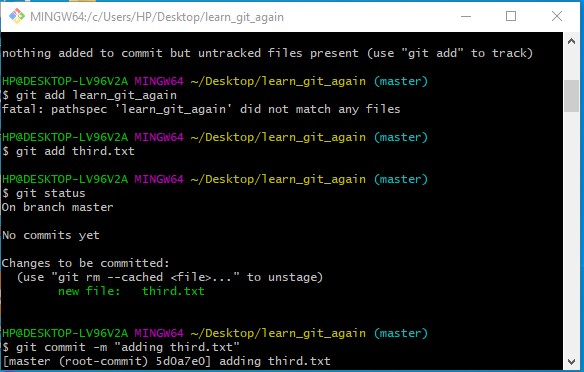 MINGW64:/c/Users/HP/Desktop/learn_git_again
nothing added to commit but untracked files present (use "git add" to track)
HP@DESKTOP-LV96V2A MINGW64 ~/Desktop/learn_git_again (master)
$ git add learn_git_again
fatal: pathspec 'learn_git_again' did not match any files
HP@DESKTOP-LV96V2A MINGW64 ~/Desktop/learn_git_again (master)
$ git add third.txt
HP@DESKTOP-LV96V2A MINGW64 ~/Desktop/learn_git_again (master)
$ git status
On branch master
No commits yet
Changes to be committed:
  (use "git rm --cached <file>..." to unstage)
        new file:   third.txt
HP@DESKTOP-LV96V2A MINGW64 ~/Desktop/learn_git_again (master)
$ git commit -m "adding third.txt"
[master (root-commit) 5d0a7e0] adding third.txt